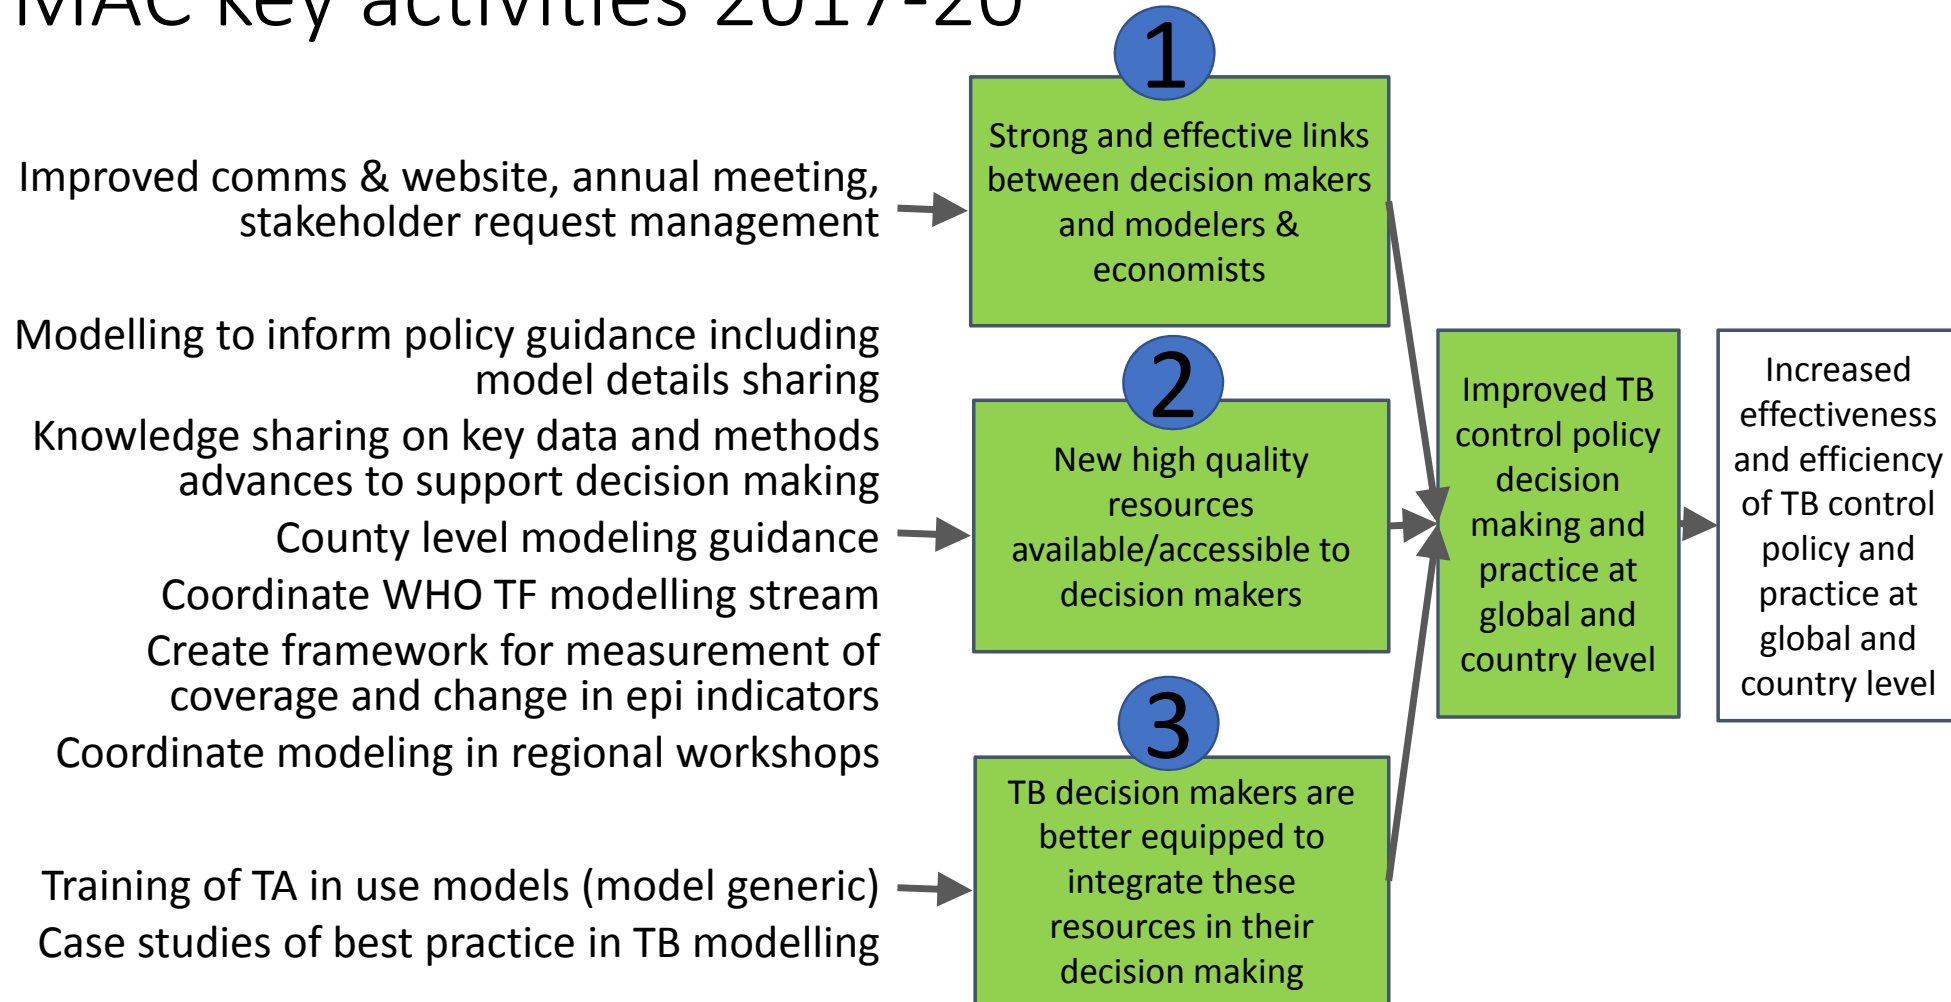 MAC key activities 2017-20
Improved comms & website, annual meeting,
stakeholder request management
Modelling to inform policy guidance including
model details sharing
Knowledge sharing on key data and methods
advances to support decision making
County level modeling guidance
Coordinate WHO TF modelling stream
Create framework for measurement of
coverage and change in epi indicators
Coordinate modeling in regional workshops
Training of TA in use models (model generic)
Case studies of best practice in TB modelling
1
Strong and effective links
between decision makers
and modelers &
economists
2
New high quality
resources
available/accessible to
decision makers
3
TB decision makers are
better equipped to
integrate these
resources in their
decision making
Improved TB
control policy
decision
making and
practice at
global and
country level
Increased
effectiveness
and efficiency
of TB control
policy and
practice at
global and
country level